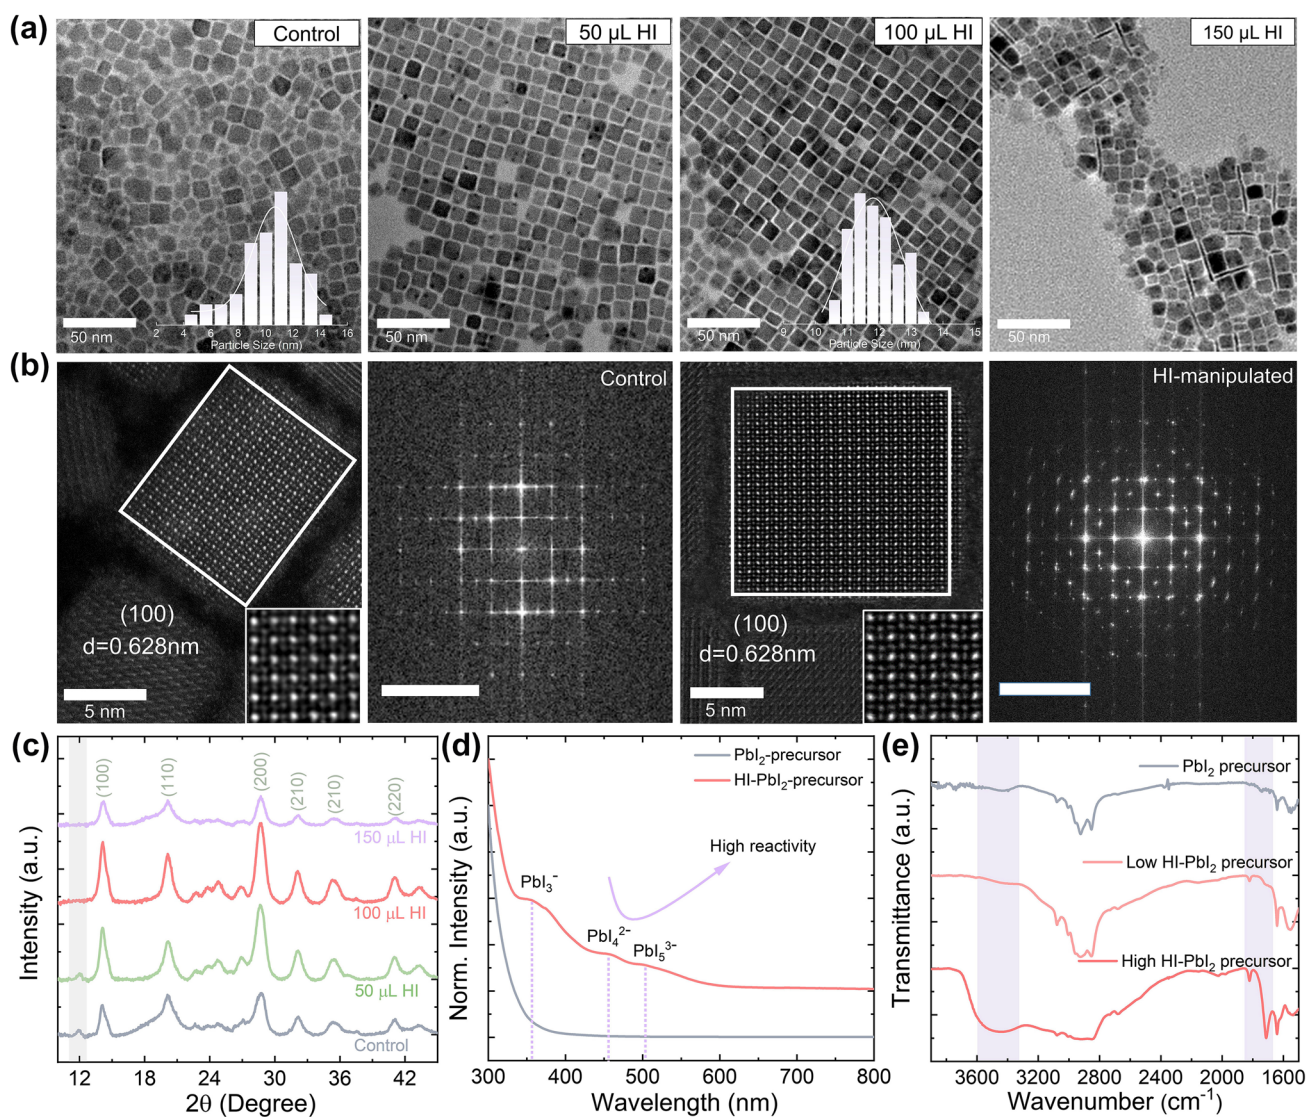 (a)
Control
50 µL HI
100 µL HI
150 µL HI
50 nm
2 4 6 8 10 12 14 16
Particle Size (nm)
50 nm
50 nm
9 10 11 12 13 14 15
Particle Size (nm)
50 nm
(b)
Control
HI-manipulated
(100)
d=0.628nm
5 nm
(100)
d=0.628nm
5 nm
(c)
Intensity (a.u.)
(100)
(110)
(200)
(210)
(210)
(220)
150 µL HI
100 µL HI
50 µL HI
Control
12 18 24 30 36 42
2θ (Degree)
(d)
Norm. Intensity (a.u.)
PbI₂-precursor
HI-PbI₂-precursor
High reactivity
PbI₃⁻
PbI₄²⁻
PbI₅³⁻
300 400 500 600 700 800
Wavelength (nm)
(e)
Transmittance (a.u.)
PbI₂ precursor
Low HI-PbI₂ precursor
High HI-PbI₂ precursor
3600 2800 2400 2000 1600
Wavenumber (cm⁻¹)